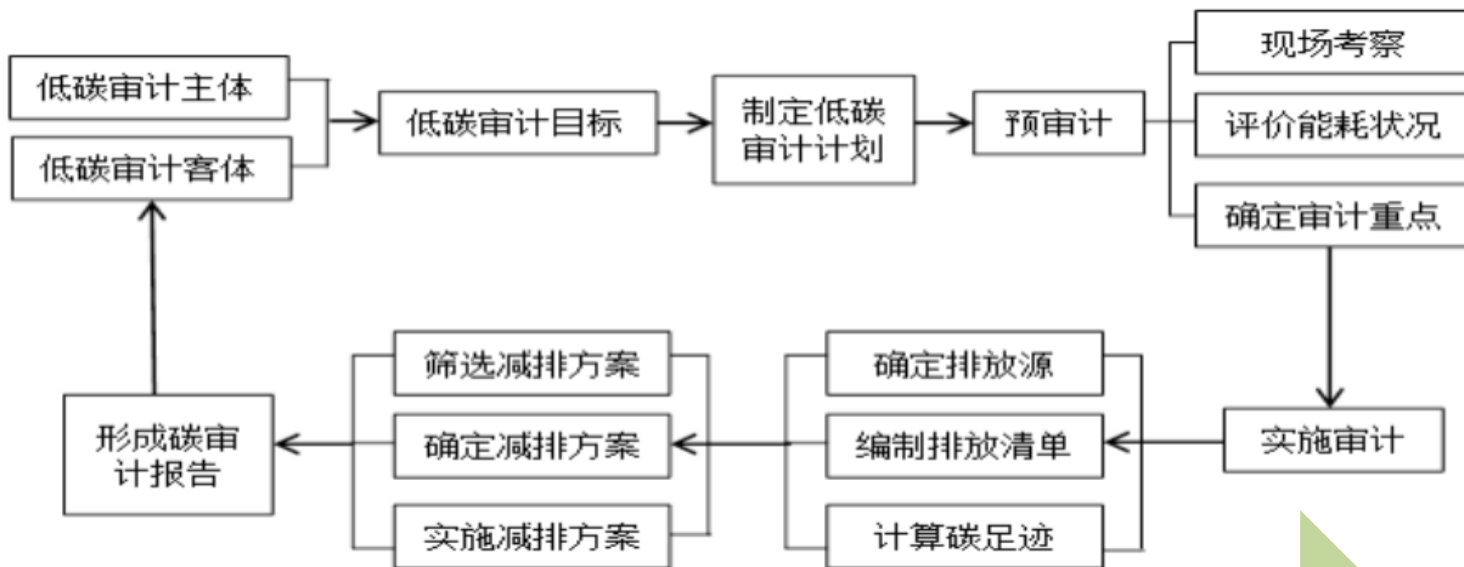 低碳审计主体
低碳审计客体
低碳审计目标
制定低碳
审计计划
预审计
现场考察
评价能耗状况
确定审计重点
实施审计
确定排放源
编制排放清单
计算碳足迹
筛选减排方案
确定减排方案
实施减排方案
形成碳审
计报告